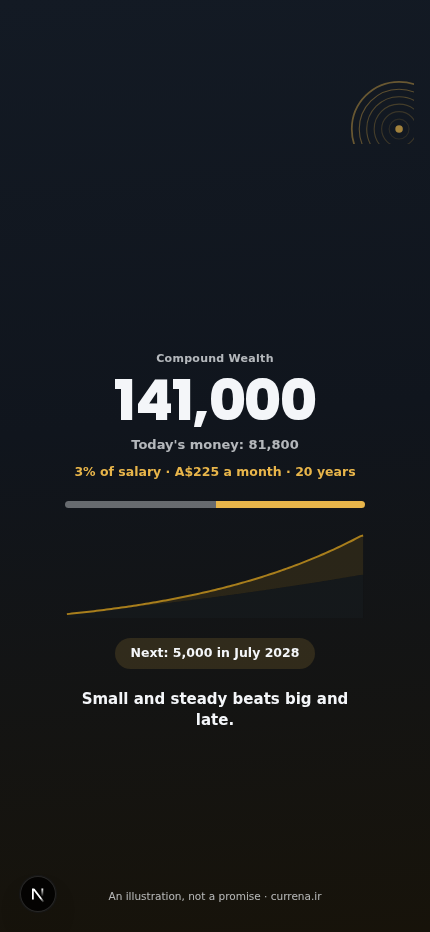 Compound Wealth
141,000
Today's money: 81,800
3% of salary · A$225 a month · 20 years
Next: 5,000 in July 2028
Small and steady beats big and
late.
N
An illustration, not a promise · currena.ir